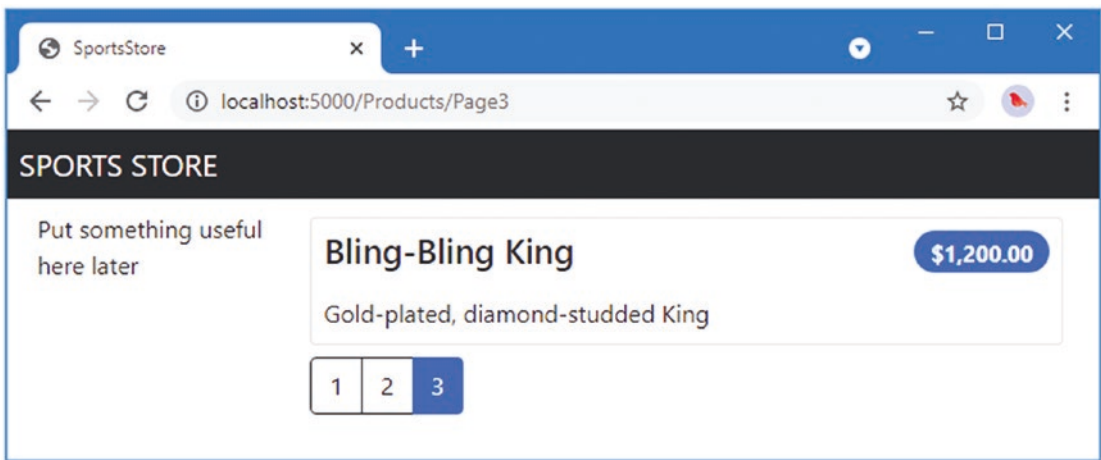 SportsStore
localhost:5000/Products/Page3
SPORTS STORE
Put something useful
here later
Bling-Bling King
$1,200.00
Gold-plated, diamond-studded King
1 2 3